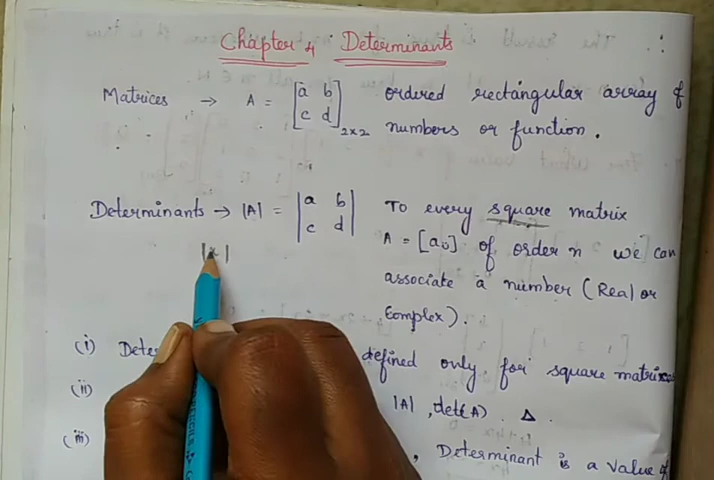 Chapter 4 Determinants
Matrices → A = [a b
c d]2×2 ordered rectangular array of
numbers or function.
Determinants → |A| = |a b
c d| To every square matrix
A = [aij] of order n we can
associate a number (Real or
Complex).
|x|
(i) Deter defined only for square matrices
(ii) |A|, det(A). Δ.
(iii) , Determinant is a value of